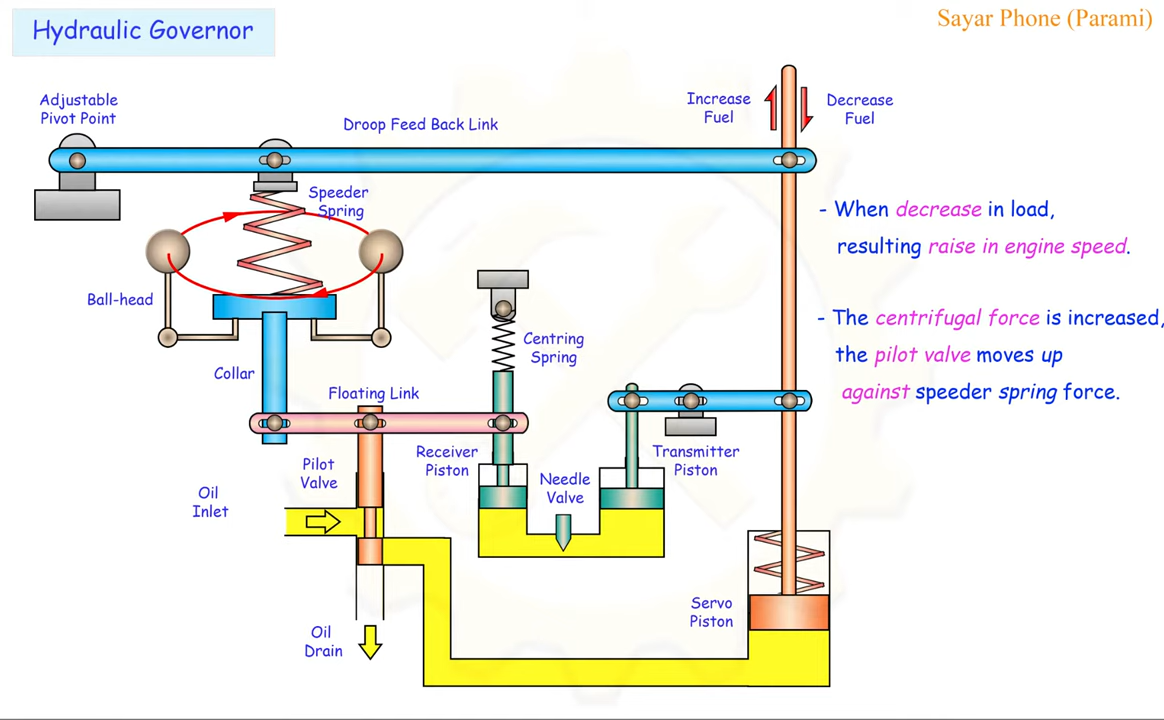 Hydraulic Governor
Sayar Phone (Parami)
Adjustable
Pivot Point
Droop Feed Back Link
Increase
Fuel
Decrease
Fuel
Speeder
Spring
- When decrease in load,
resulting raise in engine speed.
Ball-head
- The centrifugal force is increased,
the pilot valve moves up
against speeder spring force.
Centring
Spring
Collar
Floating Link
Receiver
Piston
Transmitter
Piston
Pilot
Valve
Needle
Valve
Oil
Inlet
Servo
Piston
Oil
Drain